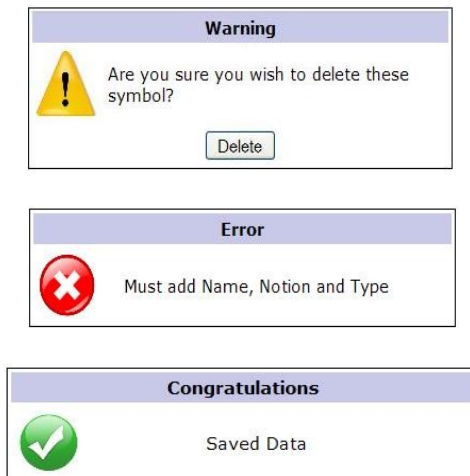 Warning
Are you sure you wish to delete these
symbol?
Delete
Error
Must add Name, Notion and Type
Congratulations
Saved Data